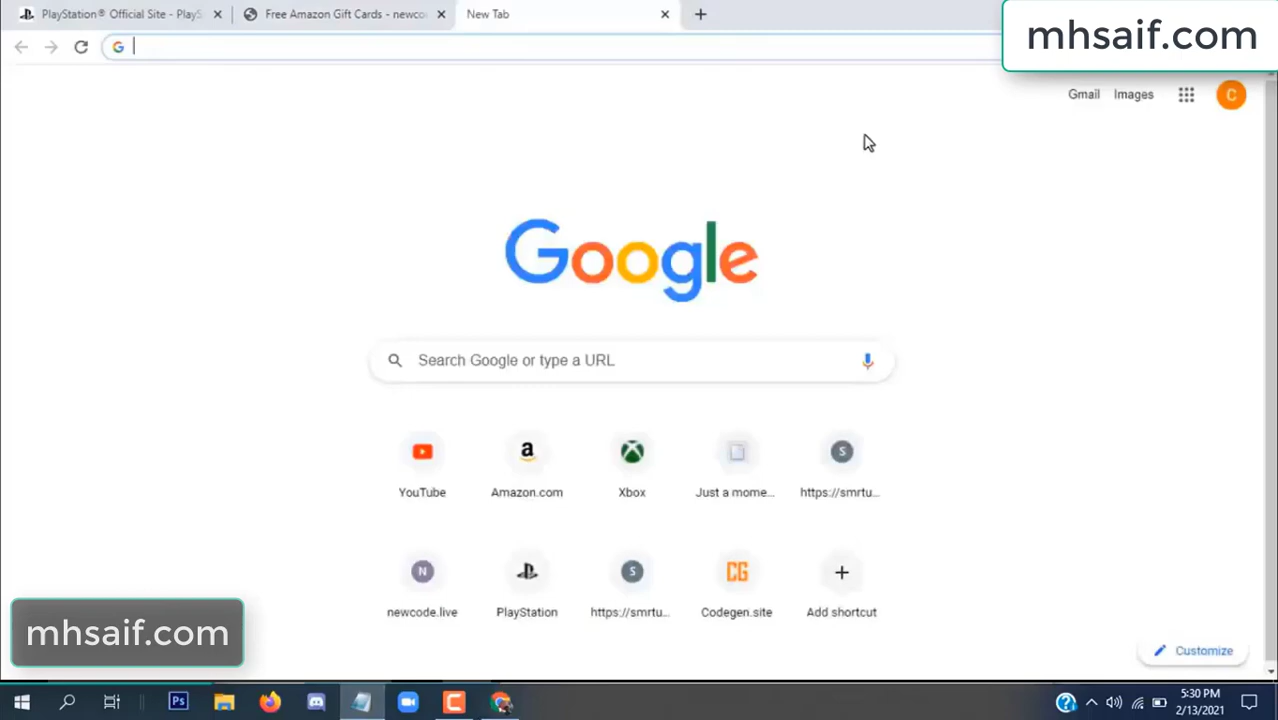 PlayStation® Official Site - PlayS
Free Amazon Gift Cards - newco
New Tab
mhsaif.com
Gmail
Images
C
Google
Search Google or type a URL
YouTube
Amazon.com
Xbox
Just a mome...
S
https://smrtu...
N
newcode.live
PlayStation
S
https://smrtu...
CG
Codegen.site
Add shortcut
mhsaif.com
Customize
Ps
5:30 PM
2/13/2021